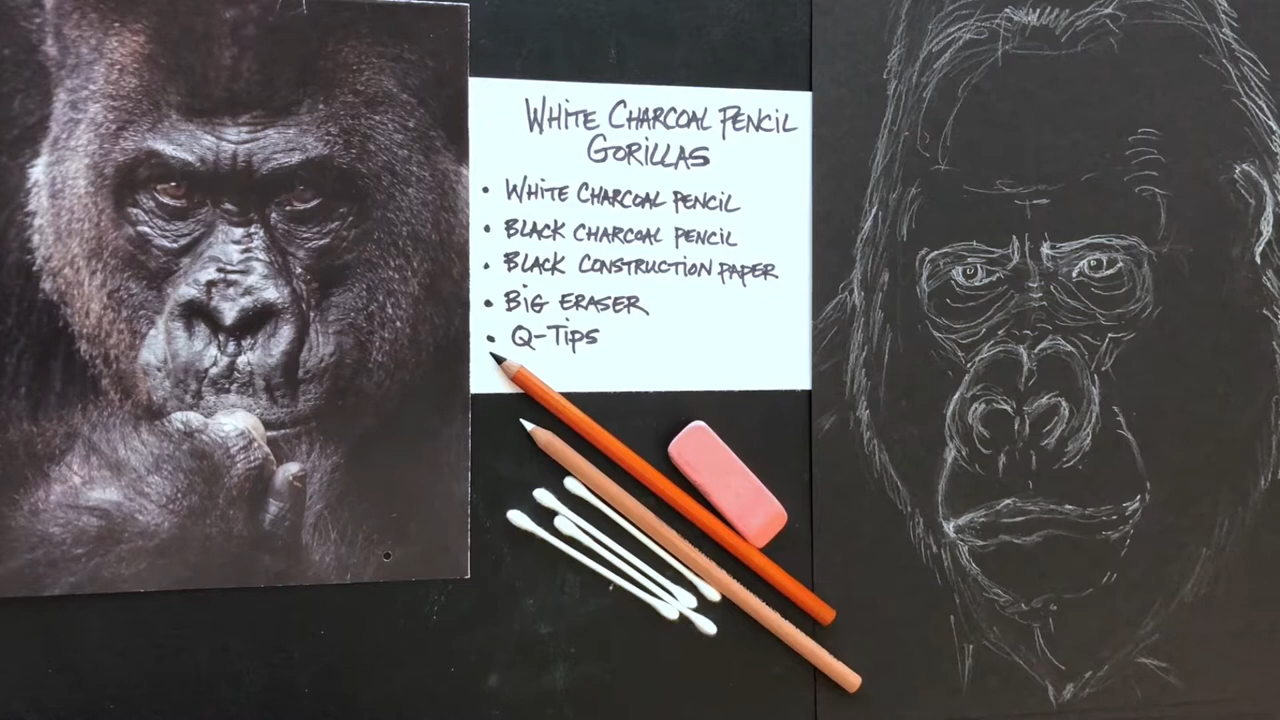 White Charcoal Pencil
Gorillas
• White Charcoal Pencil
• Black Charcoal Pencil
• Black Construction Paper
• Big Eraser
• Q-Tips